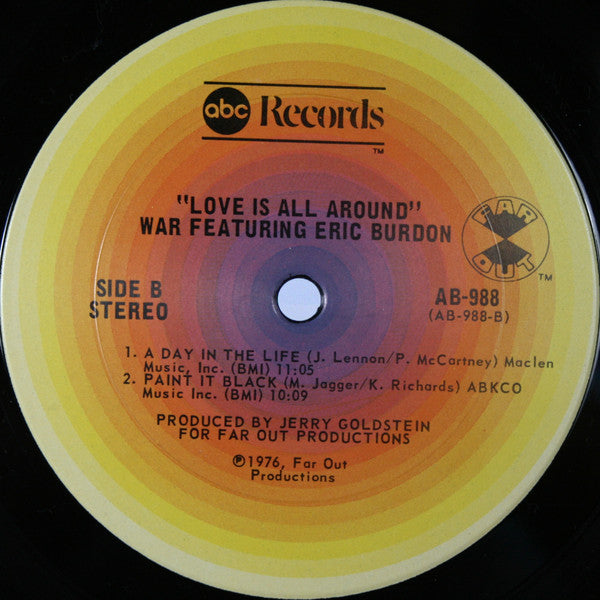 abc Records
TM
"LOVE IS ALL AROUND"
WAR FEATURING ERIC BURDON
FAR
OUT
TM
SIDE B
STEREO
AB-988
(AB-988-B)
1. A DAY IN THE LIFE (J. Lennon/P. McCartney) Maclen
Music, Inc. (BMI) 11:05
2. PAINT IT BLACK (M. Jagger/K. Richards) ABKCO
Music Inc. (BMI) 10:09
PRODUCED BY JERRY GOLDSTEIN
FOR FAR OUT PRODUCTIONS
℗1976, Far Out
Productions